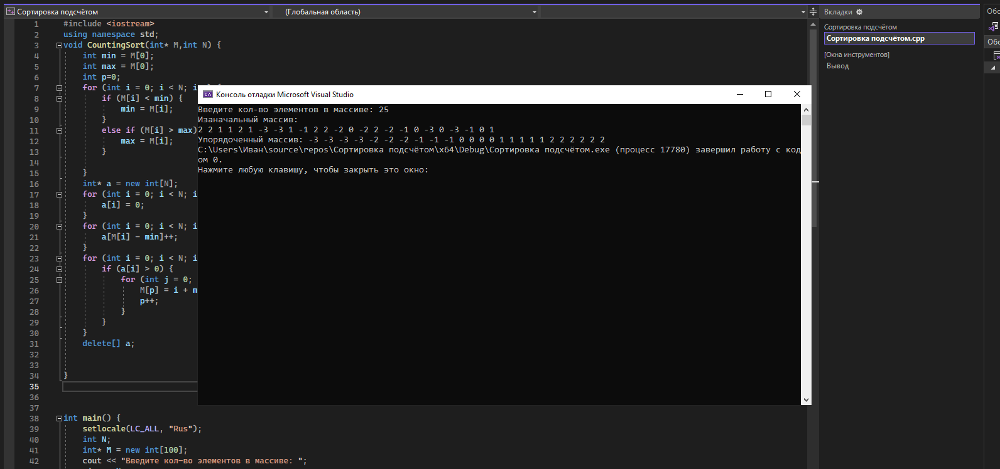 Сортировка подсчётом
(Глобальная область)
Вкладки
Обо
Сортировка подсчётом
Сортировка подсчётом.cpp
Обо
[Окна инструментов]
Вывод
1 #include <iostream>
2 using namespace std;
3 void CountingSort(int* M,int N) {
4 int min = M[0];
5 int max = M[0];
6 int p=0;
7 for (int i = 0; i < N; i
8 if (M[i] < min) {
9 min = M[i];
10 }
11 else if (M[i] > max)
12 max = M[i];
13 }
14
15 }
16 int* a = new int[N];
17 for (int i = 0; i < N; i
18 a[i] = 0;
19 }
20 for (int i = 0; i < N; i
21 a[M[i] - min]++;
22 }
23 for (int i = 0; i < N; i
24 if (a[i] > 0) {
25 for (int j = 0;
26 M[p] = i + m
27 p++;
28 }
29 }
30 }
31 delete[] a;
32
33
34 }
35
36
37
38 int main() {
39 setlocale(LC_ALL, "Rus");
40 int N;
41 int* M = new int[100];
42 cout << "Введите кол-во элементов в массиве: ";
Консоль отладки Microsoft Visual Studio
Введите кол-во элементов в массиве: 25
Изаначальный массив:
2 2 1 1 2 1 -3 -3 1 -1 2 2 -2 0 -2 2 -2 -1 0 -3 0 -3 -1 0 1
Упорядоченный массив: -3 -3 -3 -3 -2 -2 -2 -1 -1 -1 0 0 0 0 1 1 1 1 1 2 2 2 2 2 2
C:\Users\Иван\source\repos\Сортировка подсчётом\x64\Debug\Сортировка подсчётом.exe (процесс 17780) завершил работу с код
ом 0.
Нажмите любую клавишу, чтобы закрыть это окно: